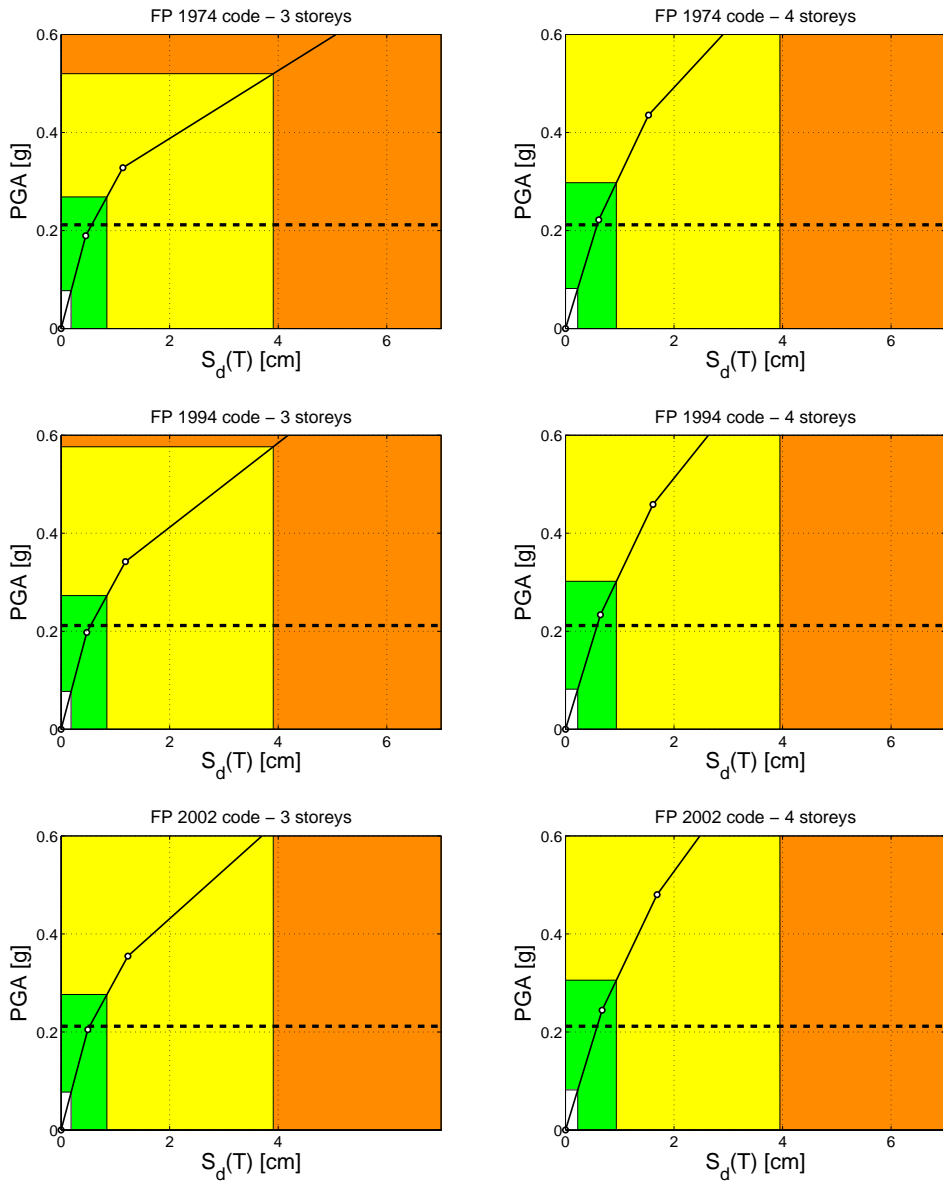 FP 1974 code – 3 storeys
0.6
0.4
0.2
0
PGA [g]
0 2 4 6
S_d(T) [cm]
FP 1974 code – 4 storeys
0.6
0.4
0.2
0
PGA [g]
0 2 4 6
S_d(T) [cm]
FP 1994 code – 3 storeys
0.6
0.4
0.2
0
PGA [g]
0 2 4 6
S_d(T) [cm]
FP 1994 code – 4 storeys
0.6
0.4
0.2
0
PGA [g]
0 2 4 6
S_d(T) [cm]
FP 2002 code – 3 storeys
0.6
0.4
0.2
0
PGA [g]
0 2 4 6
S_d(T) [cm]
FP 2002 code – 4 storeys
0.6
0.4
0.2
0
PGA [g]
0 2 4 6
S_d(T) [cm]